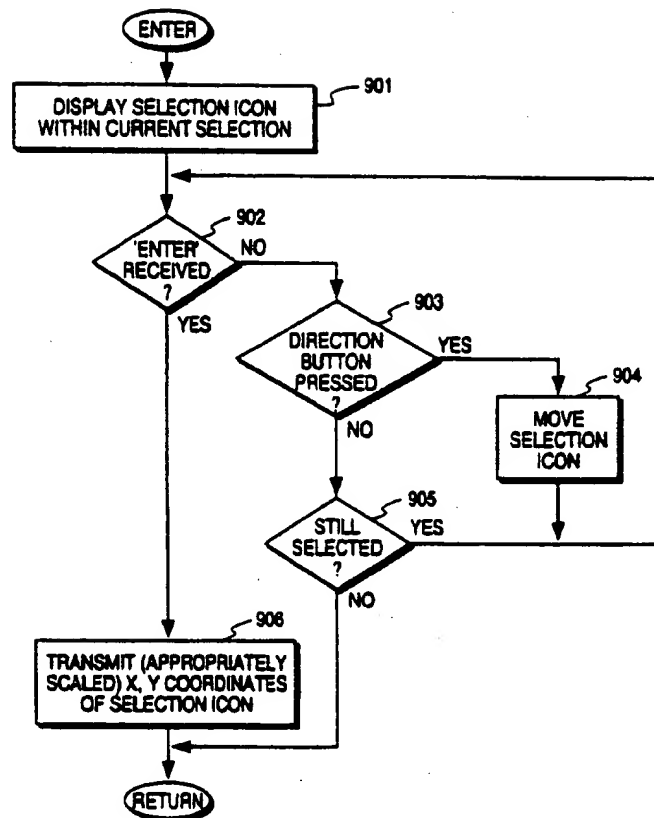 ENTER
901
DISPLAY SELECTION ICON
WITHIN CURRENT SELECTION
902
'ENTER'
RECEIVED
?
NO
YES
903
DIRECTION
BUTTON
PRESSED
?
YES
NO
904
MOVE
SELECTION
ICON
905
STILL
SELECTED
?
YES
NO
906
TRANSMIT (APPROPRIATELY
SCALED) X, Y COORDINATES
OF SELECTION ICON
RETURN